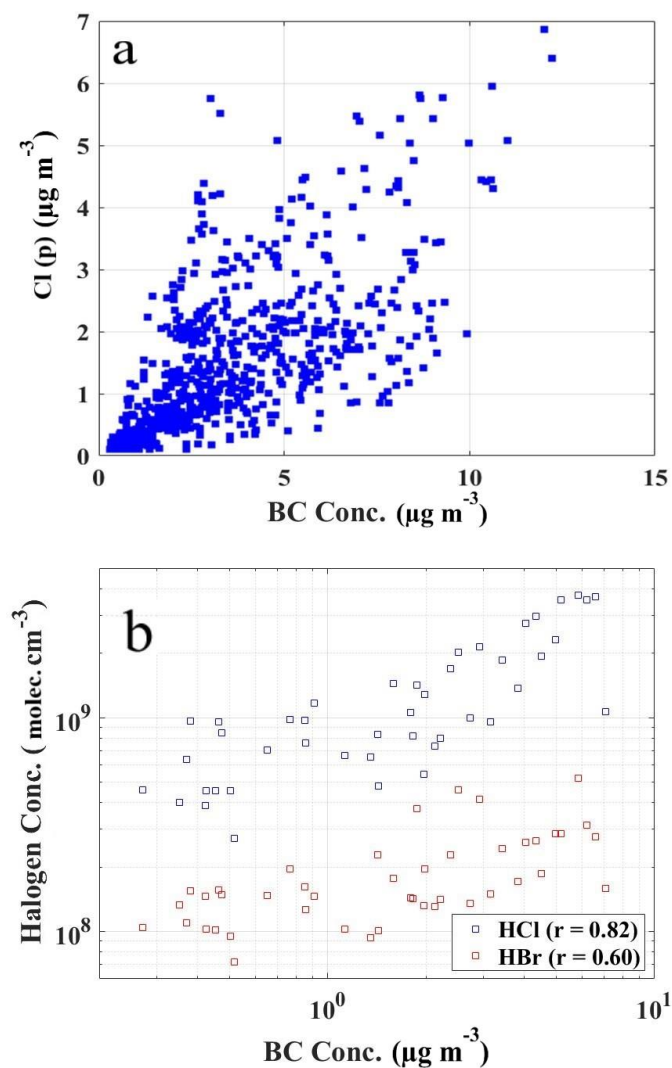 a
7
6
5
4
3
2
1
0
Cl (p) (µg m⁻³)
0
5
10
15
BC Conc. (µg m⁻³)
b
10⁹
10⁸
Halogen Conc. ( molec. cm⁻³)
HCl (r = 0.82)
HBr (r = 0.60)
10⁰
10¹
BC Conc. (µg m⁻³)